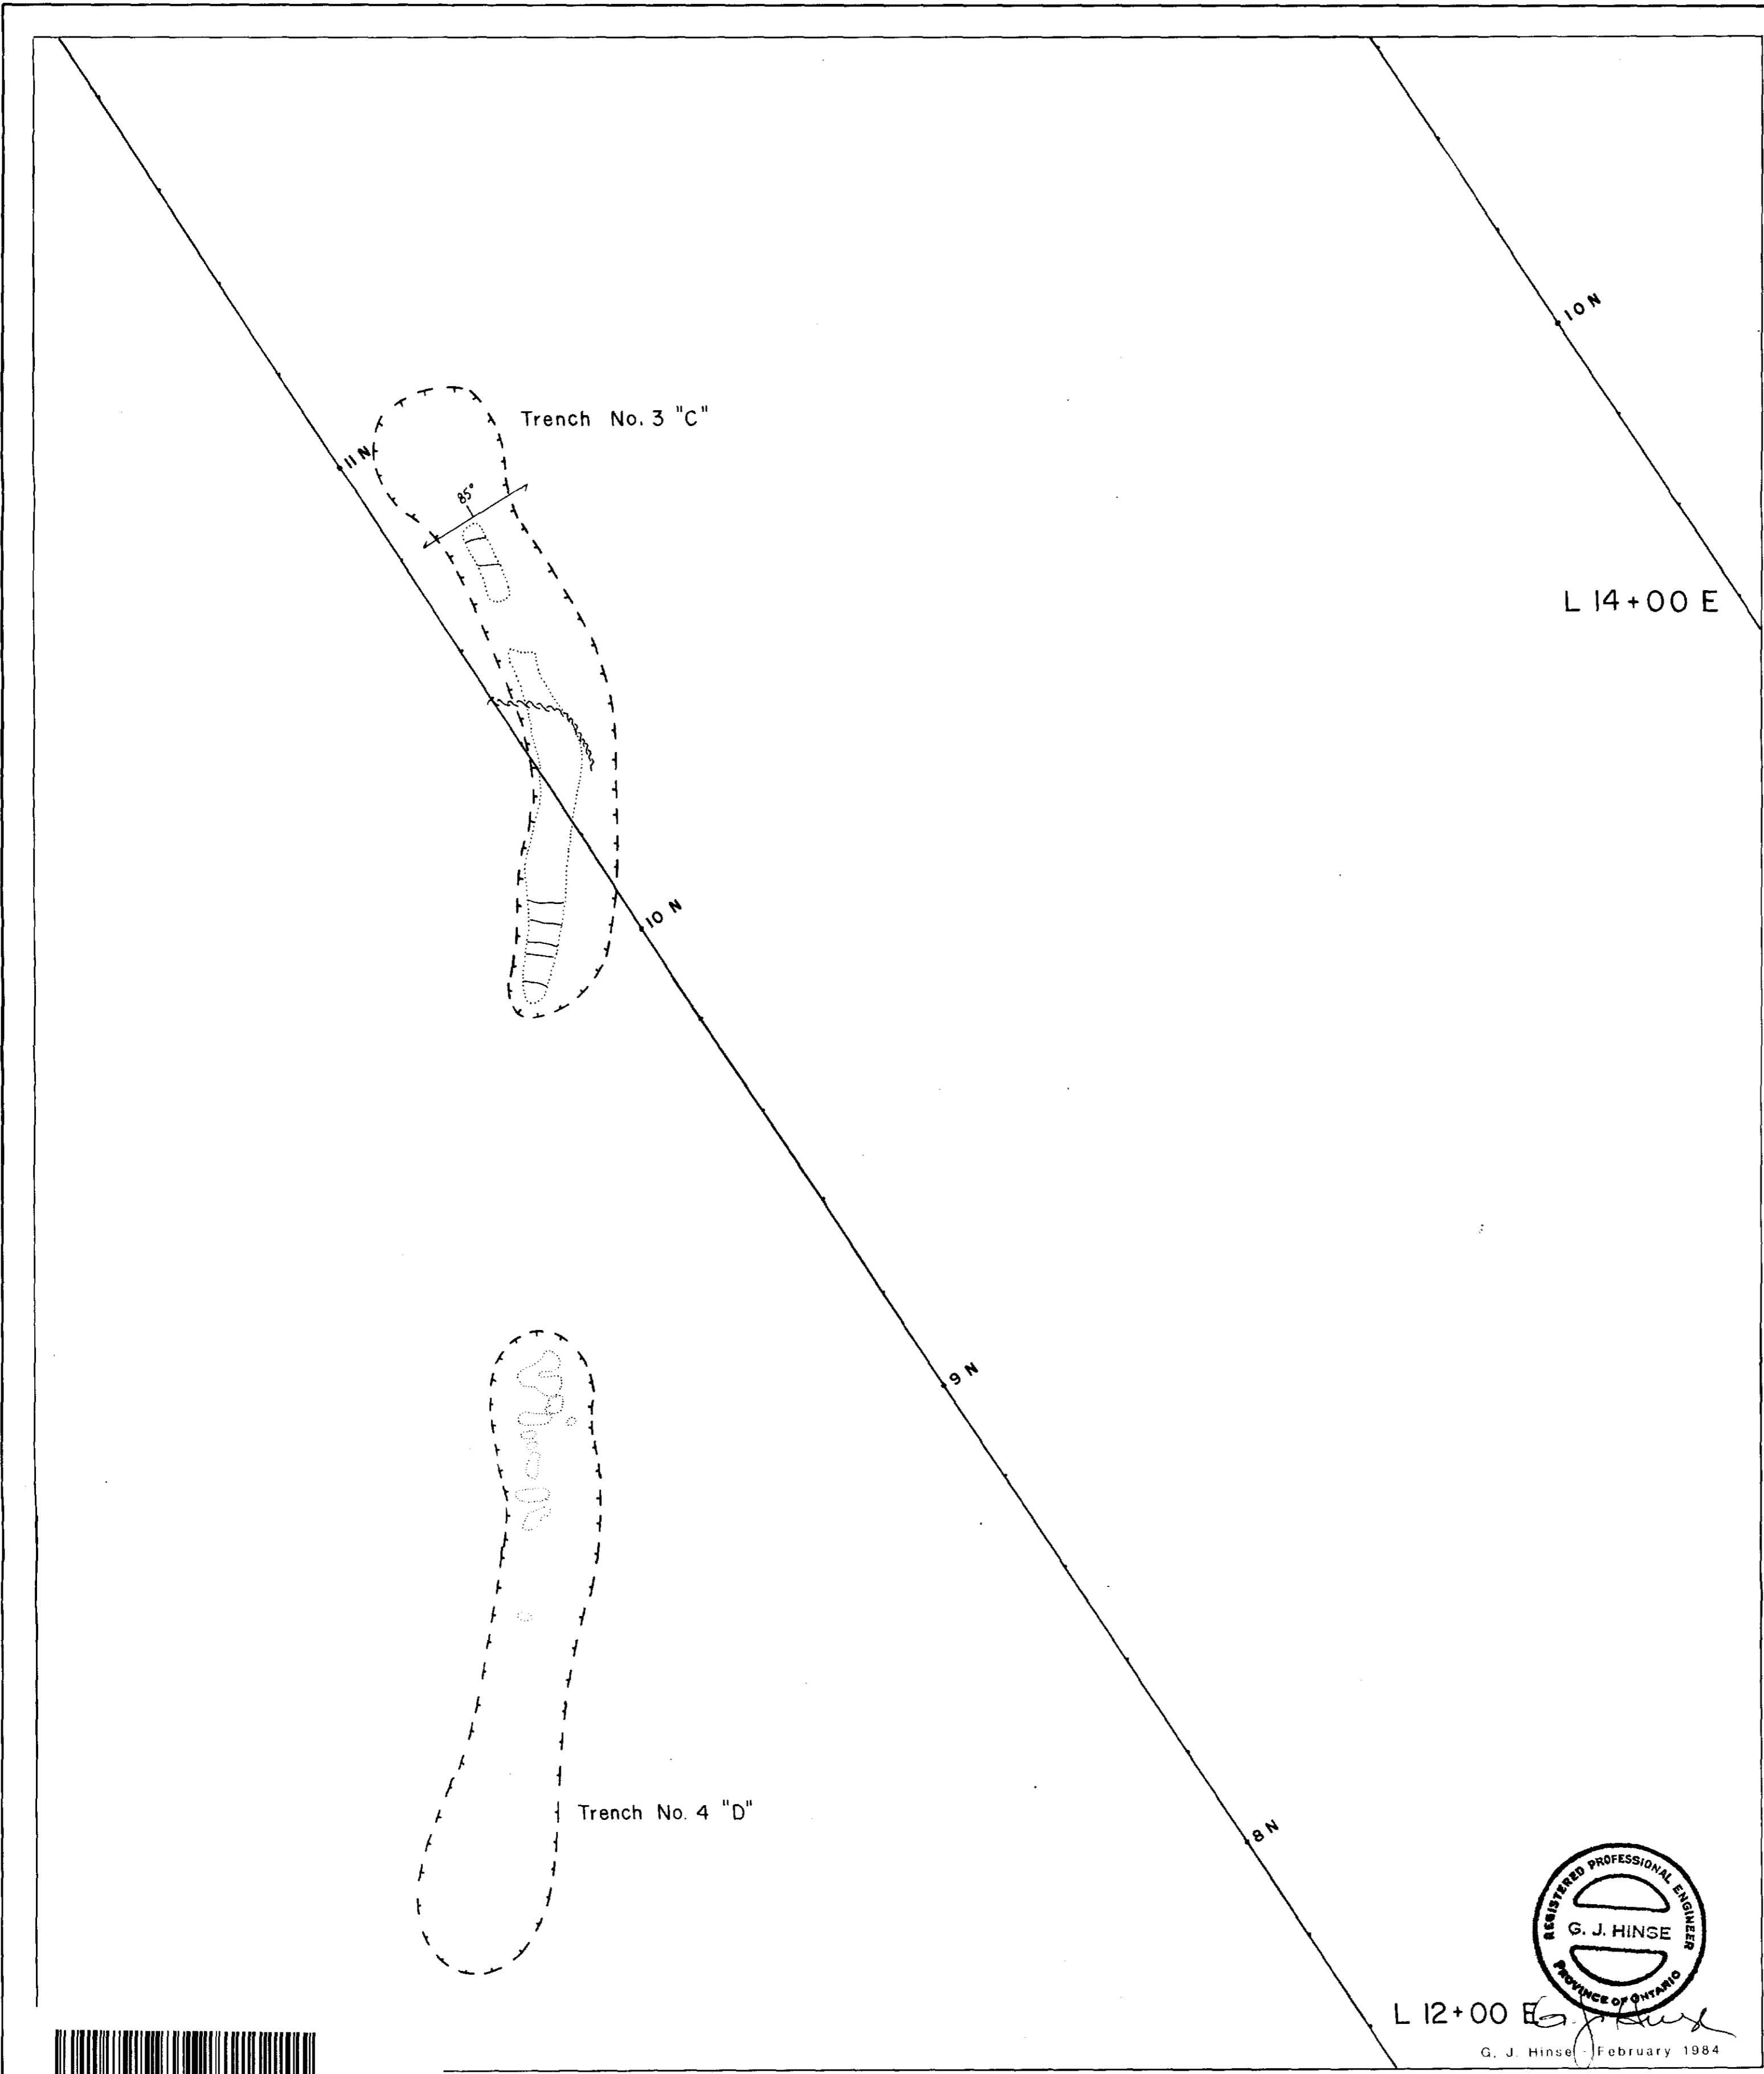 10 N
Trench No. 3 "C"
11 N
85°
L 14+00 E
10 N
9 N
Trench No. 4 "D"
8 N
REGISTERED PROFESSIONAL ENGINEER
G. J. HINSE
PROVINCE OF ONTARIO
L 12+00 E
G. J. Hinse
G. J. Hinse - February 1984